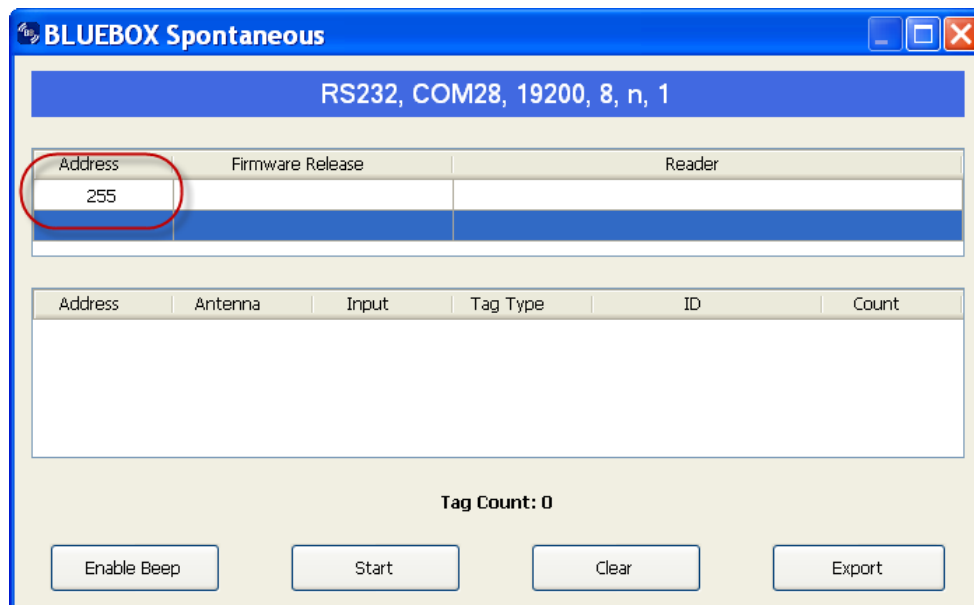 BLUEBOX Spontaneous
RS232, COM28, 19200, 8, n, 1
Address Firmware Release Reader
255
Address Antenna Input Tag Type ID Count
Tag Count: 0
Enable Beep Start Clear Export